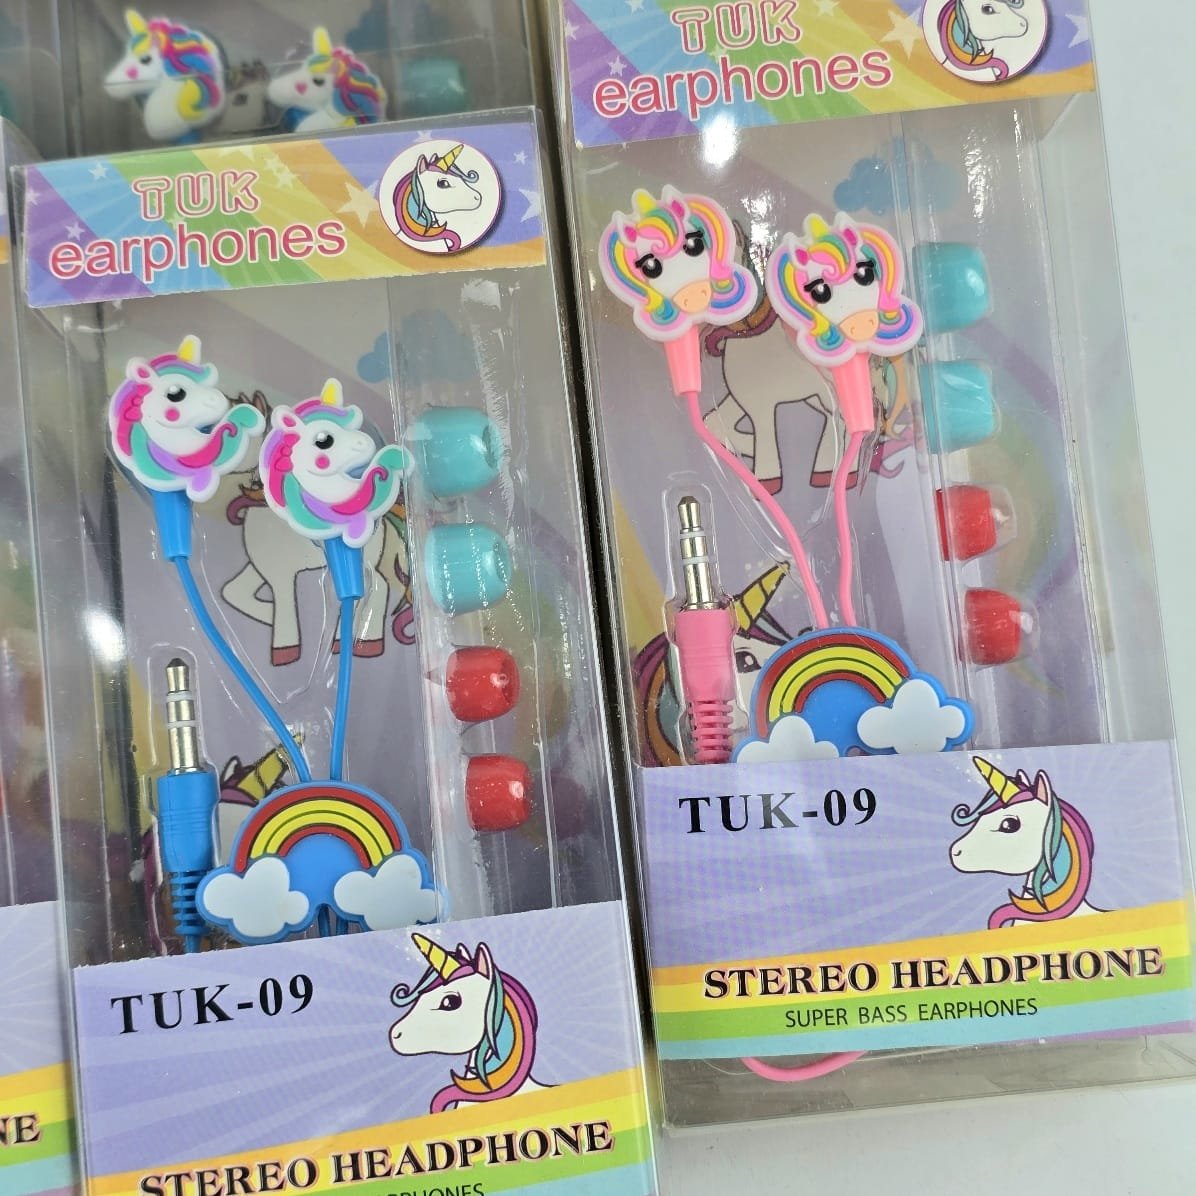 TUK
earphones
TUK-09
STEREO HEADPHONE
TUK
earphones
TUK-09
STEREO HEADPHONE
SUPER BASS EARPHONES